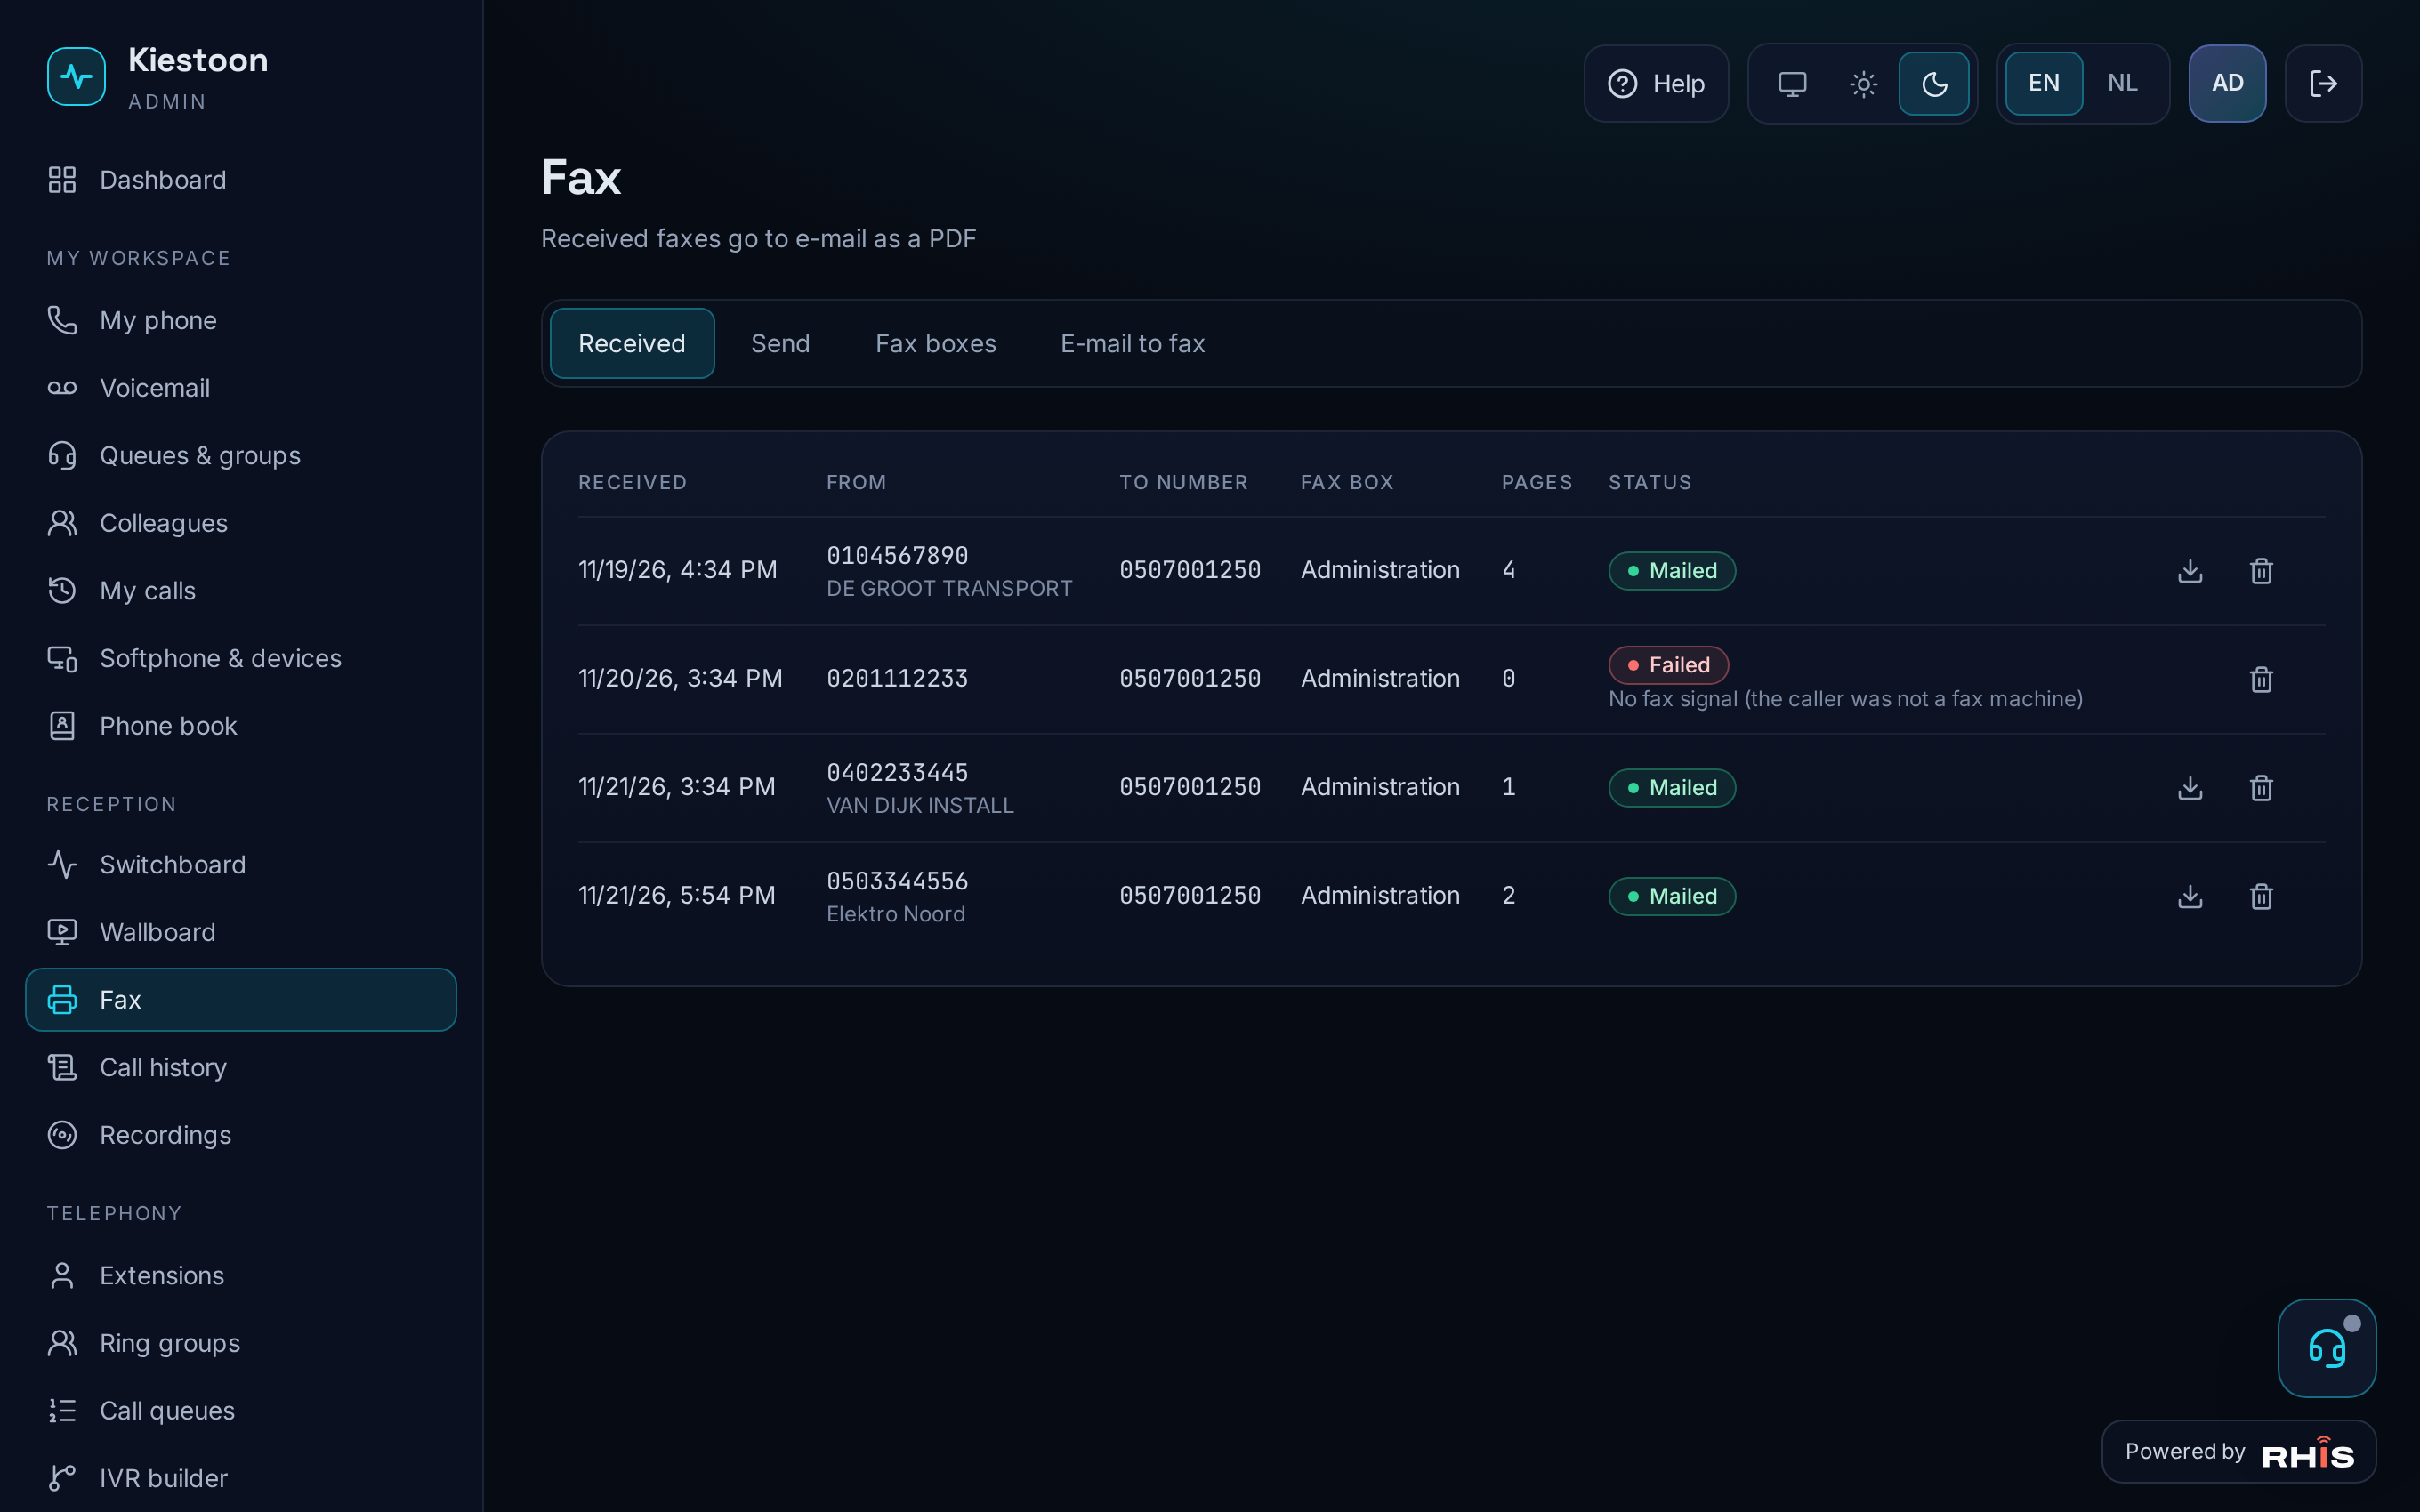 Kiestoon
ADMIN
Dashboard
MY WORKSPACE
My phone
Voicemail
Queues & groups
Colleagues
My calls
Softphone & devices
Phone book
RECEPTION
Switchboard
Wallboard
Fax
Call history
Recordings
TELEPHONY
Extensions
Ring groups
Call queues
IVR builder
Help
EN NL
AD
Fax
Received faxes go to e-mail as a PDF
Received Send Fax boxes E-mail to fax
RECEIVED FROM TO NUMBER FAX BOX PAGES STATUS
11/19/26, 4:34 PM 0104567890 0507001250 Administration 4 Mailed
DE GROOT TRANSPORT
11/20/26, 3:34 PM 0201112233 0507001250 Administration 0 Failed
No fax signal (the caller was not a fax machine)
11/21/26, 3:34 PM 0402233445 0507001250 Administration 1 Mailed
VAN DIJK INSTALL
11/21/26, 5:54 PM 0503344556 0507001250 Administration 2 Mailed
Elektro Noord
Powered by RHIS